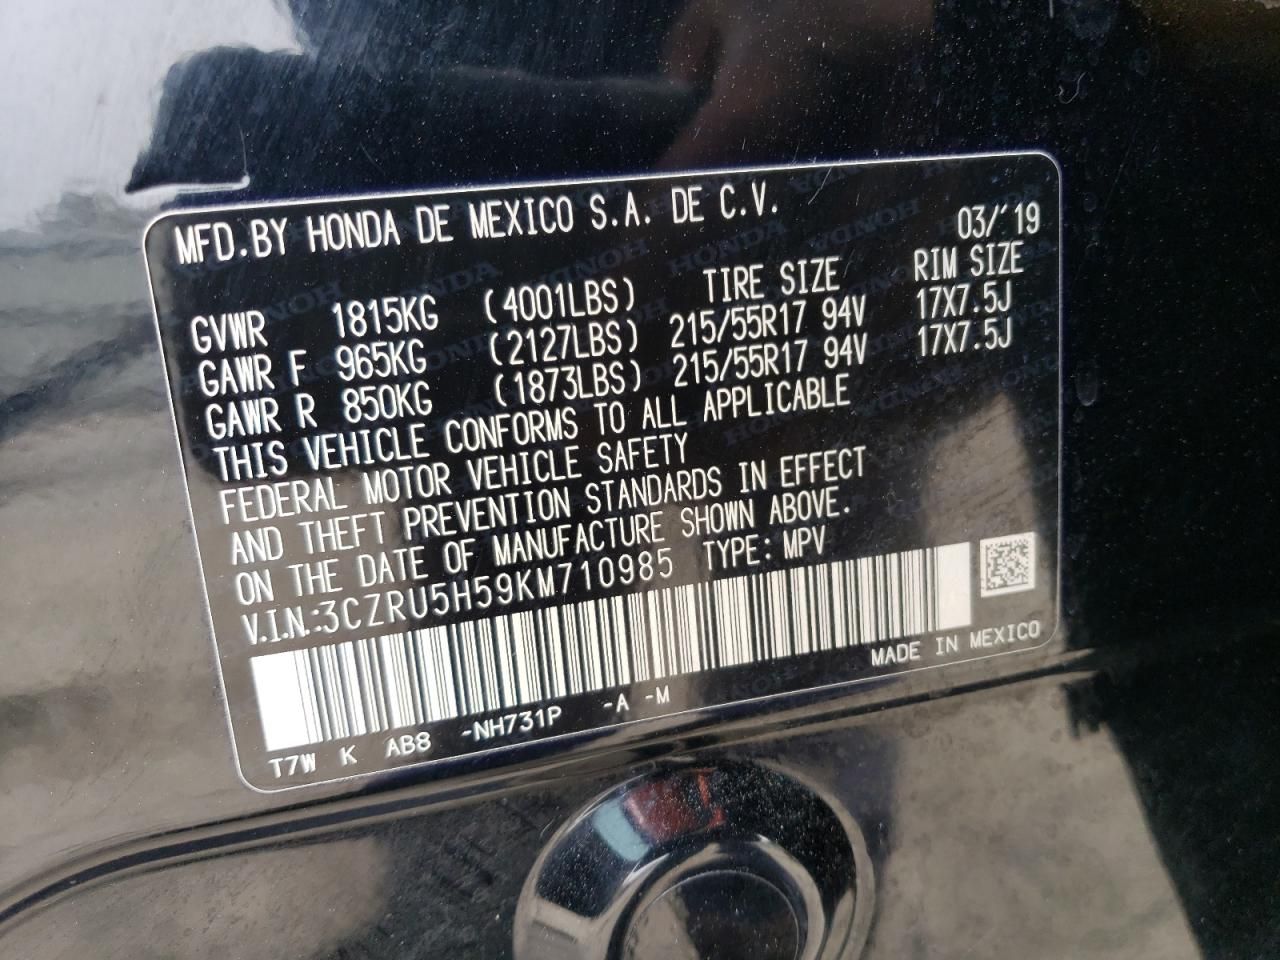 MFD.BY HONDA DE MEXICO S.A. DE C.V. 03/'19
TIRE SIZE RIM SIZE
GVWR 1815KG (4001LBS)
GAWR F 965KG (2127LBS) 215/55R17 94V 17X7.5J
GAWR R 850KG (1873LBS) 215/55R17 94V 17X7.5J
THIS VEHICLE CONFORMS TO ALL APPLICABLE
FEDERAL MOTOR VEHICLE SAFETY
AND THEFT PREVENTION STANDARDS IN EFFECT
ON THE DATE OF MANUFACTURE SHOWN ABOVE.
V.I.N.:3CZRU5H59KM710985 TYPE: MPV
MADE IN MEXICO
T7W K AB8 -NH731P -A -M